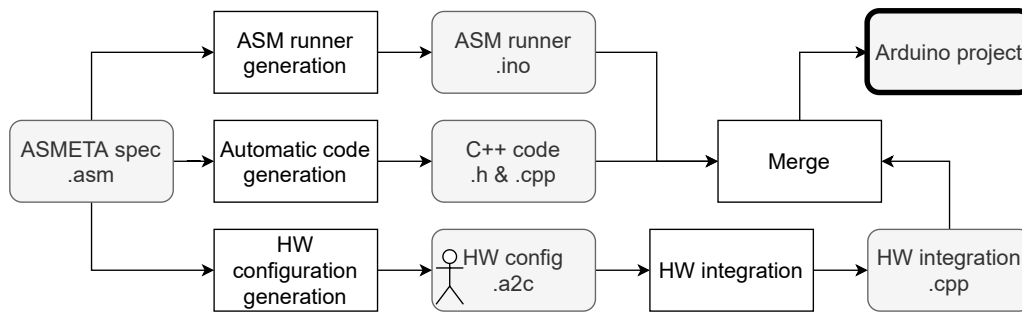 ASM runner
generation
ASM runner
.ino
Arduino project
ASMETA spec
.asm
Automatic code
generation
C++ code
.h & .cpp
Merge
HW
configuration
generation
HW config
.a2c
HW integration
HW integration
.cpp